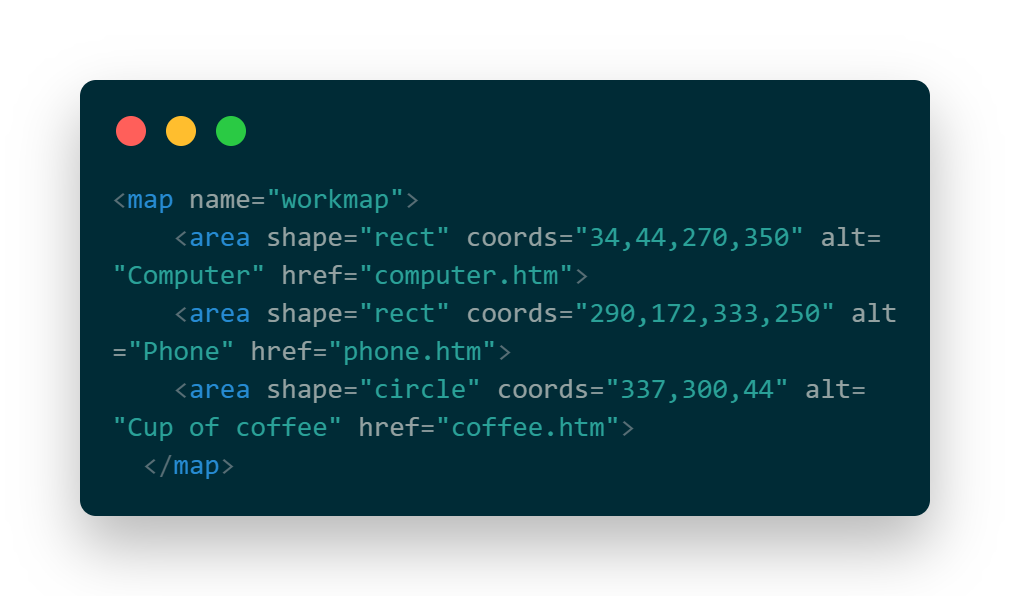 <map name="workmap">
    <area shape="rect" coords="34,44,270,350" alt=
"Computer" href="computer.htm">
    <area shape="rect" coords="290,172,333,250" alt
="Phone" href="phone.htm">
    <area shape="circle" coords="337,300,44" alt=
"Cup of coffee" href="coffee.htm">
  </map>